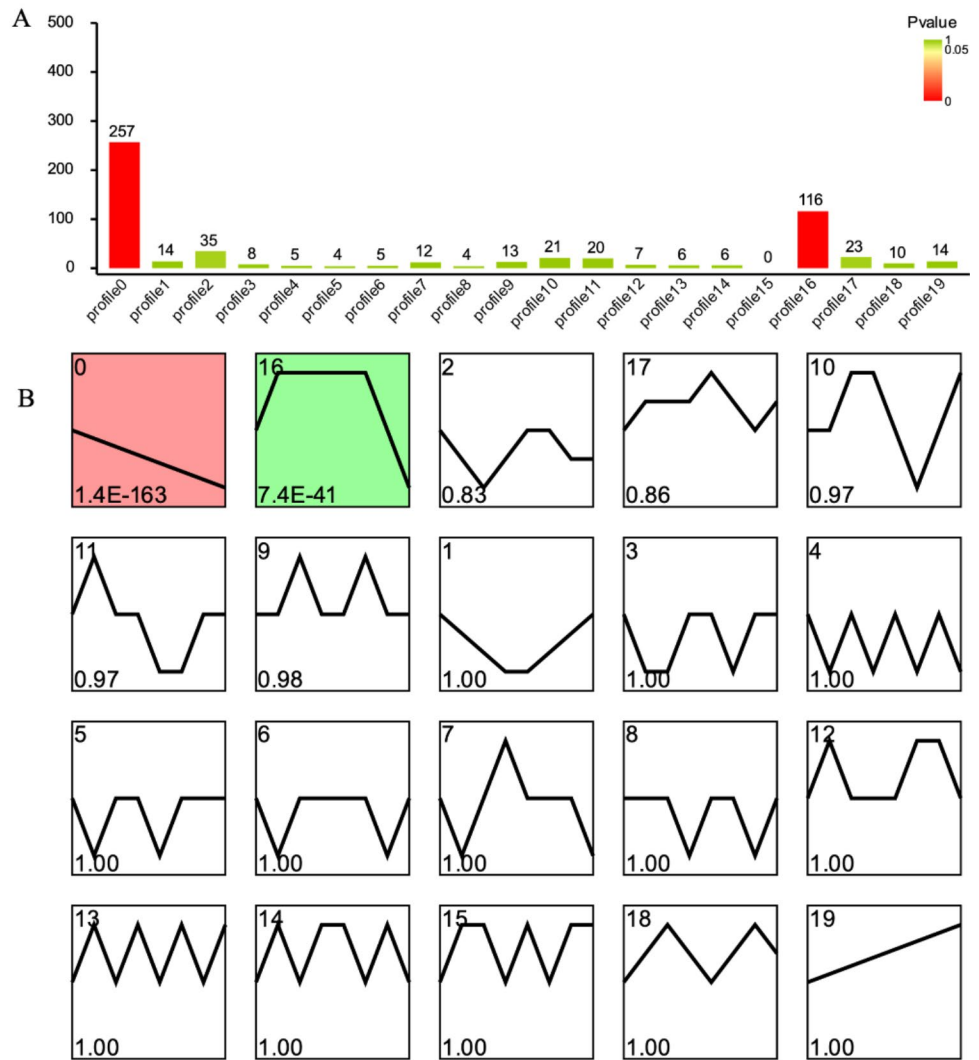 A
500
400
300
200
100
0
Pvalue
1
0.05
0
257
14
35
8
5
4
5
12
4
13
21
20
7
6
6
0
116
23
10
14
profile0
profile1
profile2
profile3
profile4
profile5
profile6
profile7
profile8
profile9
profile10
profile11
profile12
profile13
profile14
profile15
profile16
profile17
profile18
profile19
B
0 16 2 17 10
1.4E-163 7.4E-41 0.83 0.86 0.97
11 9 1 3 4
0.97 0.98 1.00 1.00 1.00
5 6 7 8 12
1.00 1.00 1.00 1.00 1.00
13 14 15 18 19
1.00 1.00 1.00 1.00 1.00